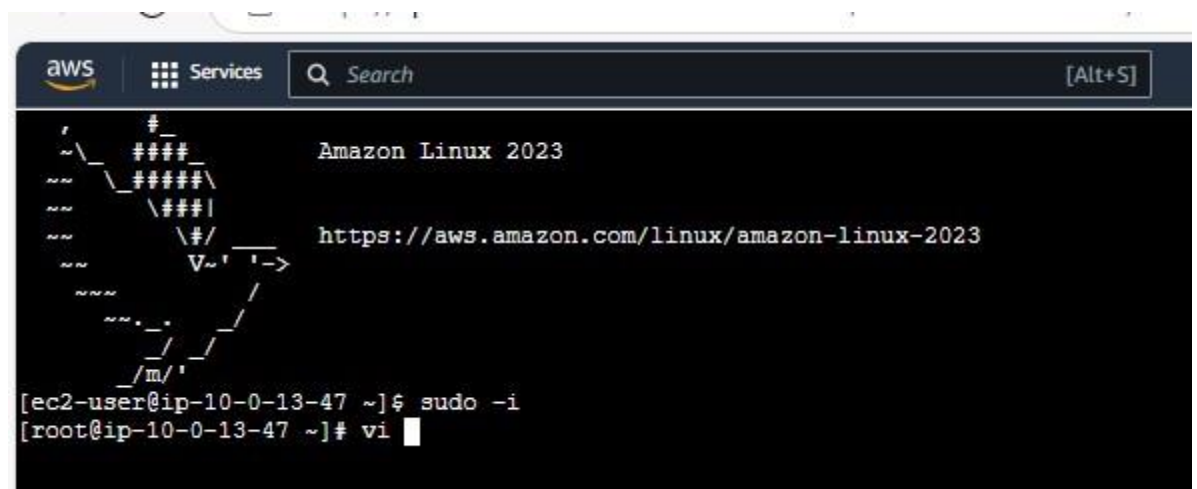 aws Services Search [Alt+S]
   ,     #_
   ~\_  ####_        Amazon Linux 2023
  ~~  \_#####\
  ~~     \###|
  ~~       \#/ ___   https://aws.amazon.com/linux/amazon-linux-2023
   ~~       V~' '->
    ~~~         /
      ~~._.   _/
         _/ _/
       _/m/'
[ec2-user@ip-10-0-13-47 ~]$ sudo -i
[root@ip-10-0-13-47 ~]# vi